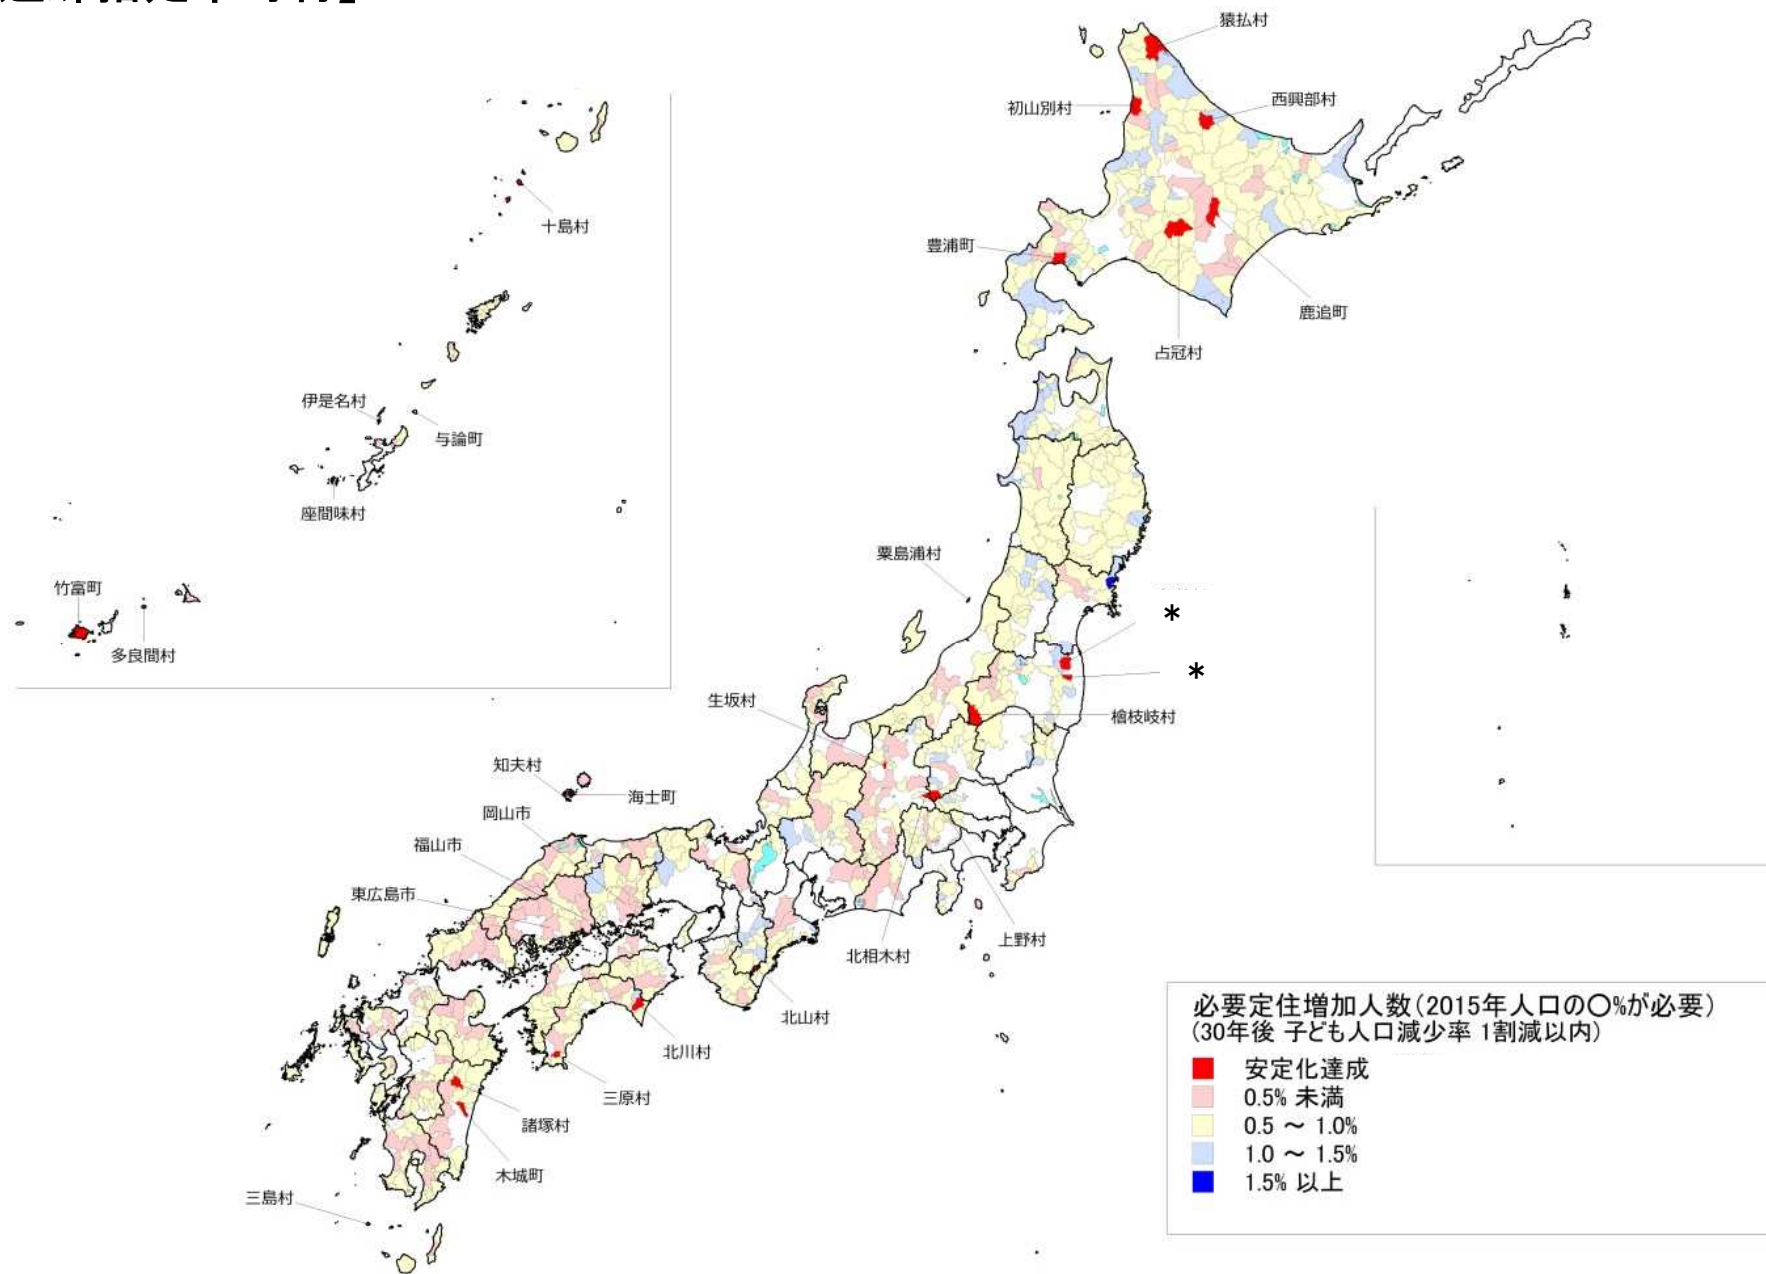 猿払村
初山別村
西興部村
十島村
豊浦町
鹿追町
占冠村
伊是名村
与論町
座間味村
粟島浦村
竹富町
*
多良間村
*
生坂村
檜枝岐村
知夫村
海士町
岡山市
福山市
東広島市
上野村
北相木村
北山村
北川村
三原村
諸塚村
木城町
三島村
必要定住増加人数(2015年人口の〇%が必要)
(30年後 子ども人口減少率 1割減以内)
安定化達成
0.5% 未満
0.5 ～ 1.0%
1.0 ～ 1.5%
1.5% 以上